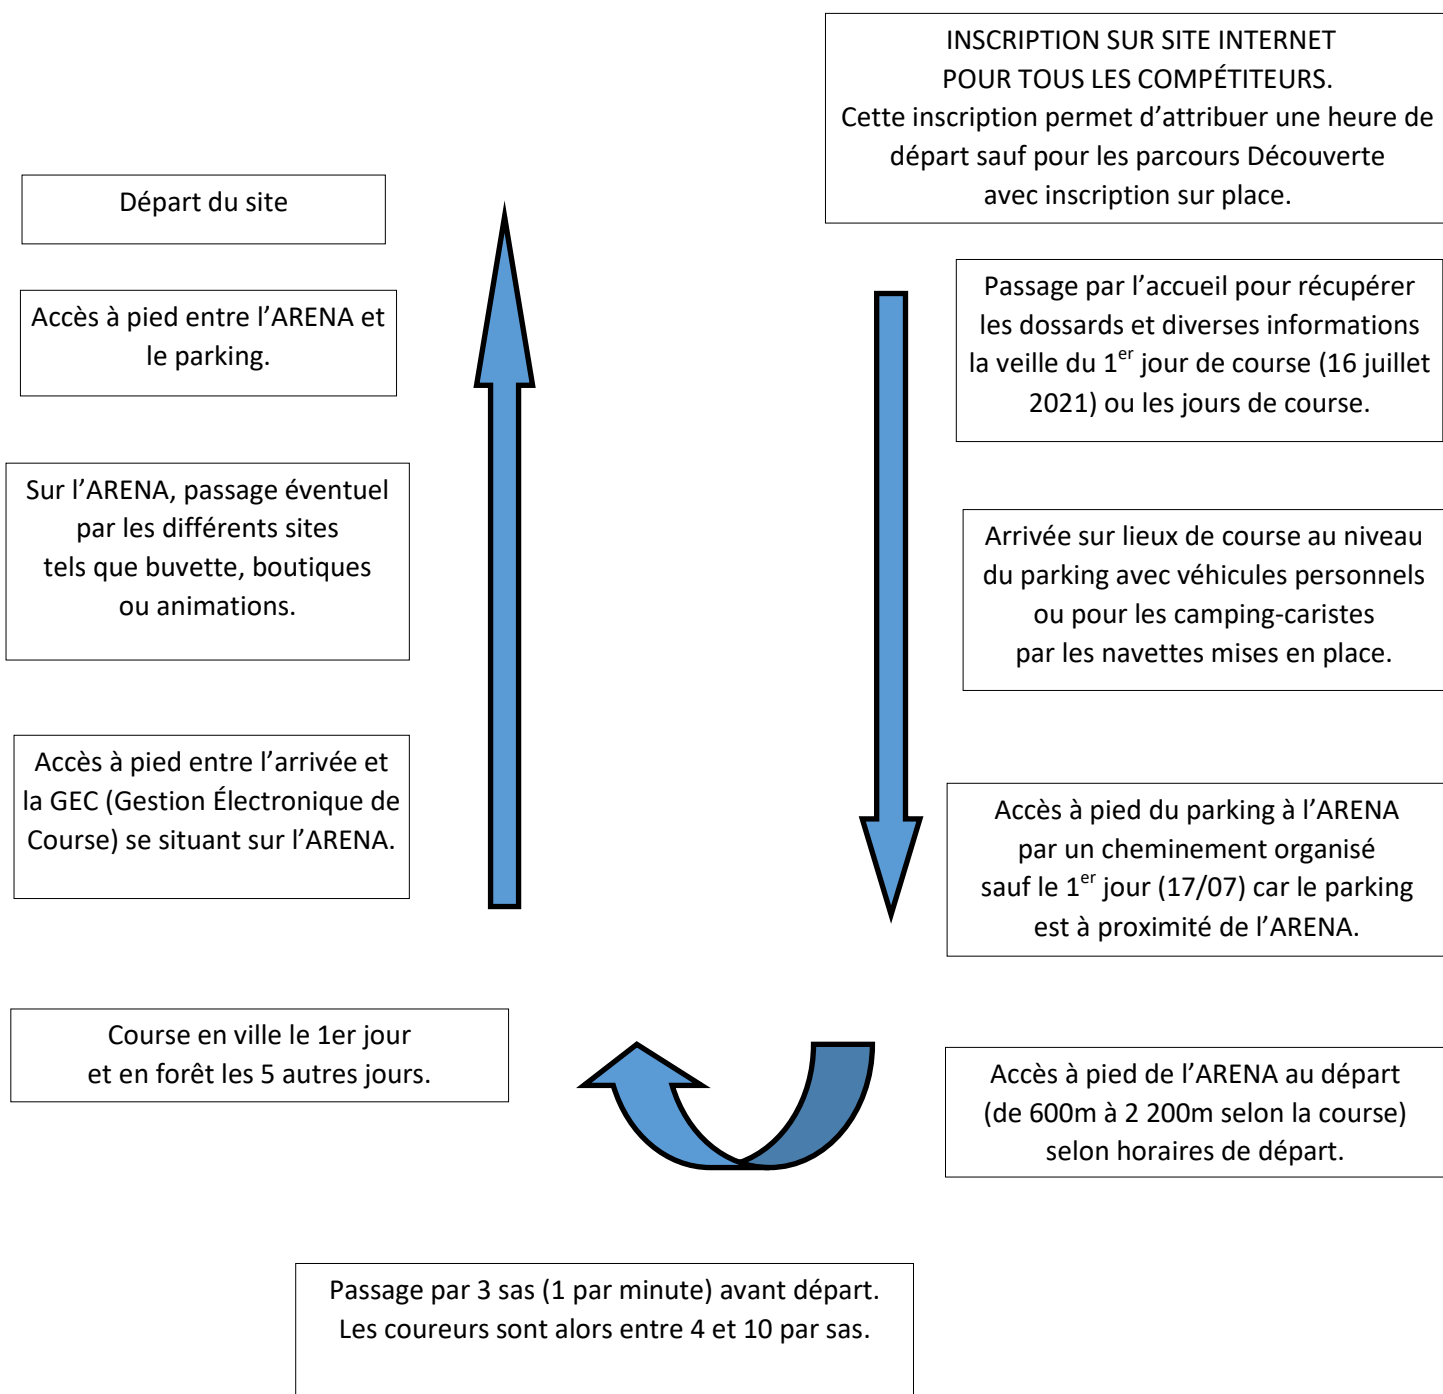 INSCRIPTION SUR SITE INTERNET
POUR TOUS LES COMPÉTITEURS.
Cette inscription permet d’attribuer une heure de
départ sauf pour les parcours Découverte
avec inscription sur place.
Passage par l’accueil pour récupérer
les dossards et diverses informations
la veille du 1er jour de course (16 juillet
2021) ou les jours de course.
Arrivée sur lieux de course au niveau
du parking avec véhicules personnels
ou pour les camping-caristes
par les navettes mises en place.
Accès à pied du parking à l’ARENA
par un cheminement organisé
sauf le 1er jour (17/07) car le parking
est à proximité de l’ARENA.
Accès à pied de l’ARENA au départ
(de 600m à 2 200m selon la course)
selon horaires de départ.
Passage par 3 sas (1 par minute) avant départ.
Les coureurs sont alors entre 4 et 10 par sas.
Course en ville le 1er jour
et en forêt les 5 autres jours.
Accès à pied entre l’arrivée et
la GEC (Gestion Électronique de
Course) se situant sur l’ARENA.
Sur l’ARENA, passage éventuel
par les différents sites
tels que buvette, boutiques
ou animations.
Accès à pied entre l’ARENA et
le parking.
Départ du site